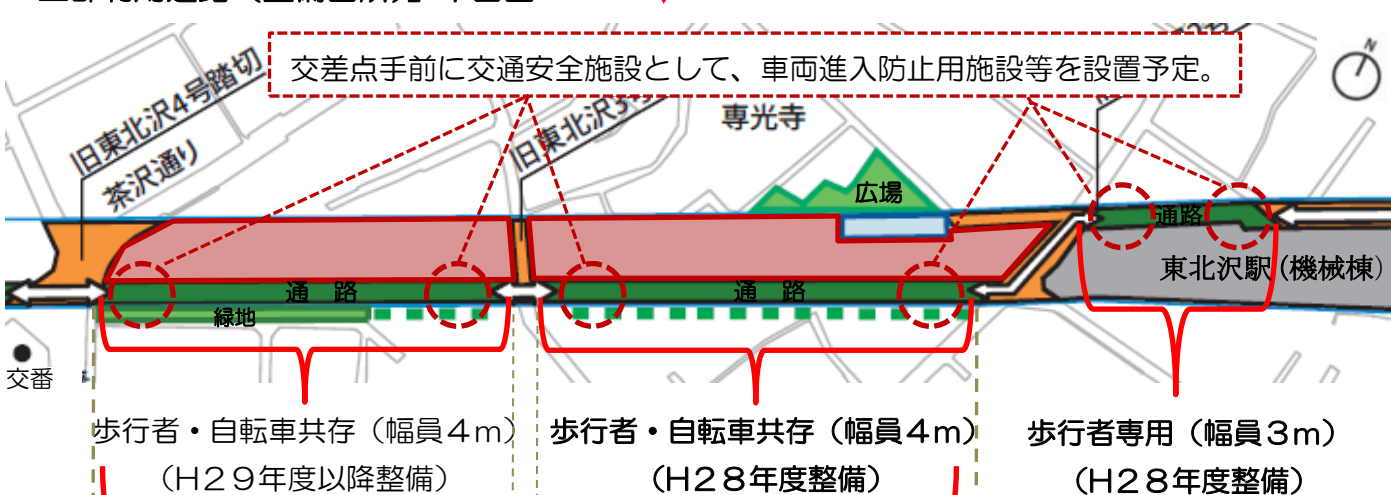 交差点手前に交通安全施設として、車両進入防止用施設等を設置予定。
N
旧東北沢4号踏切
茶沢通り
旧東北沢3号
専光寺
広場
通路
東北沢駅(機械棟)
通 路
通 路
緑地
交番
歩行者・自転車共存(幅員4m)
(H29年度以降整備)
歩行者・自転車共存(幅員4m)
(H28年度整備)
歩行者専用(幅員3m)
(H28年度整備)